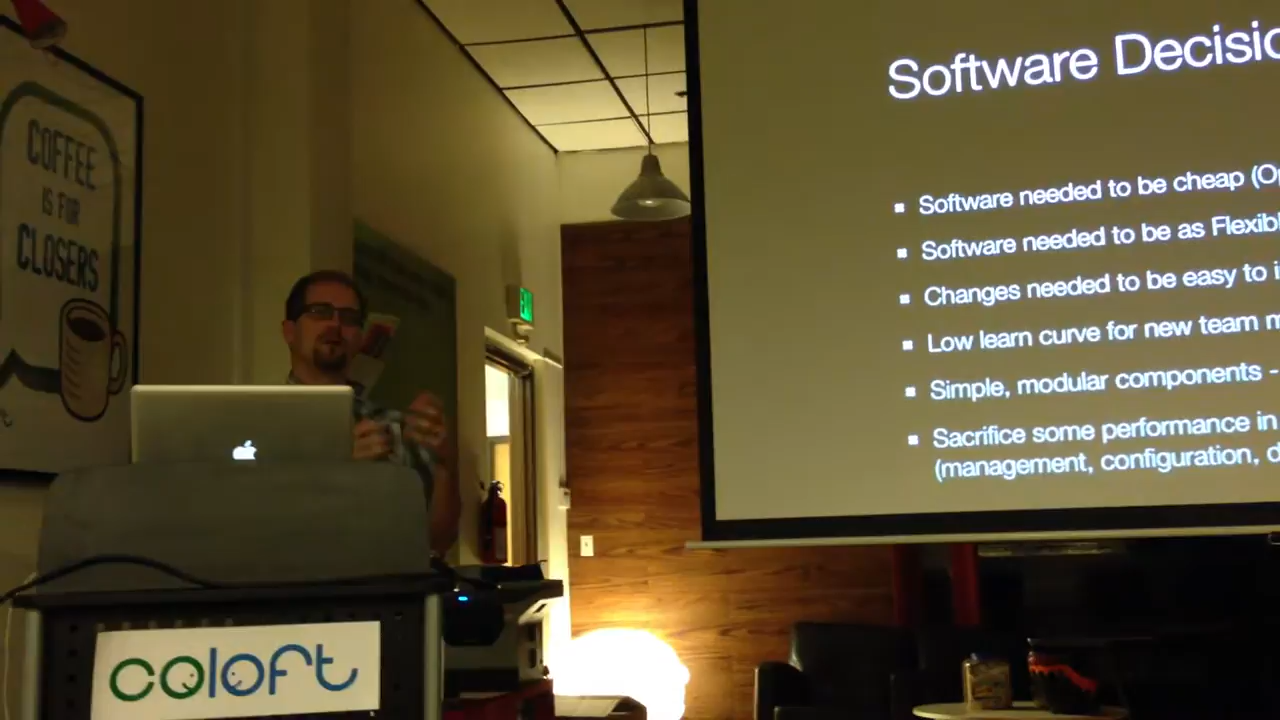 COFFEE
IS FOR
CLOSERS
EXIT
coloft
Software Decisio
Software needed to be cheap (Op
Software needed to be as Flexibl
Changes needed to be easy to i
Low learn curve for new team m
Simple, modular components -
Sacrifice some performance in
(management, configuration, d